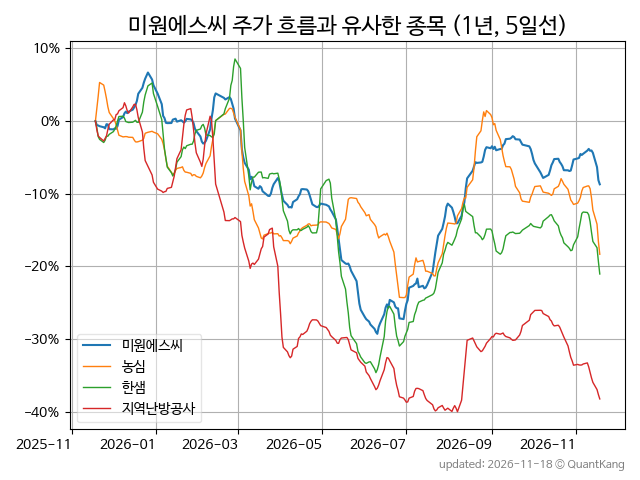 미원에스씨 주가 흐름과 유사한 종목 (1년, 5일선)
10%
0%
−10%
−20%
−30%
−40%
미원에스씨
농심
한샘
지역난방공사
2025-11 2026-01 2026-03 2026-05 2026-07 2026-09 2026-11
updated: 2026-11-18 © QuantKang